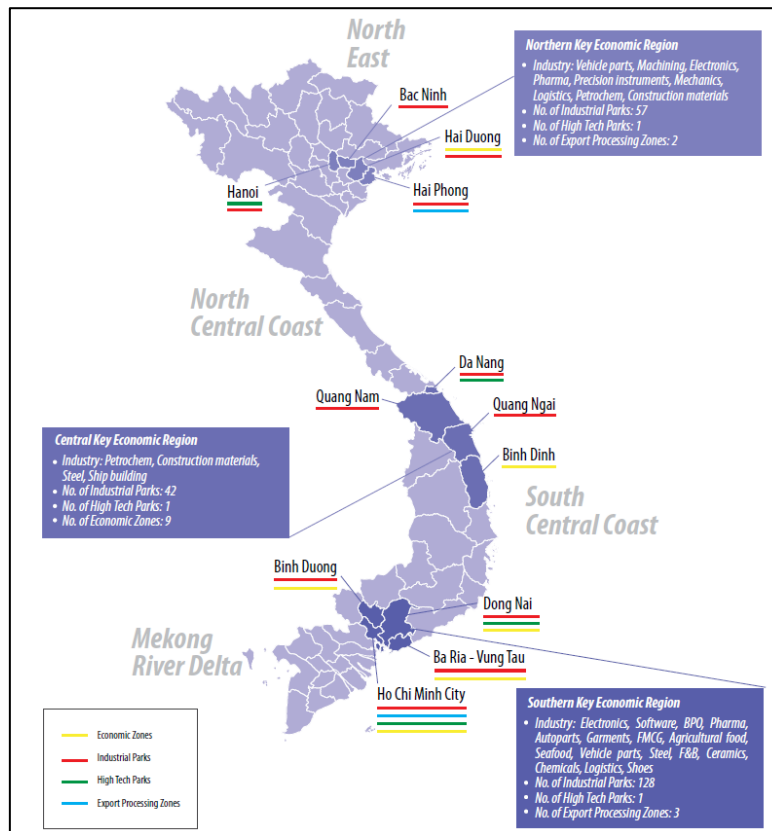 North
East
Northern Key Economic Region
• Industry: Vehicle parts, Machining, Electronics,
Pharma, Precision instruments, Mechanics,
Logistics, Petrochem, Construction materials
• No. of Industrial Parks: 57
• No. of High Tech Parks: 1
• No. of Export Processing Zones: 2
Bac Ninh
Hai Duong
Hanoi
Hai Phong
North
Central Coast
Da Nang
Quang Nam
Quang Ngai
Central Key Economic Region
• Industry: Petrochem, Construction materials,
Steel, Ship building
• No. of Industrial Parks: 42
• No. of High Tech Parks: 1
• No. of Economic Zones: 9
Binh Dinh
South
Central Coast
Binh Duong
Dong Nai
Mekong
River Delta
Ba Ria - Vung Tau
Ho Chi Minh City
Southern Key Economic Region
• Industry: Electronics, Software, BPO, Pharma,
Autoparts, Garments, FMCG, Agricultural food,
Seafood, Vehicle parts, Steel, F&B, Ceramics,
Chemicals, Logistics, Shoes
• No. of Industrial Parks: 128
• No. of High Tech Parks: 1
• No. of Export Processing Zones: 3
Economic Zones
Industrial Parks
High Tech Parks
Export Processing Zones